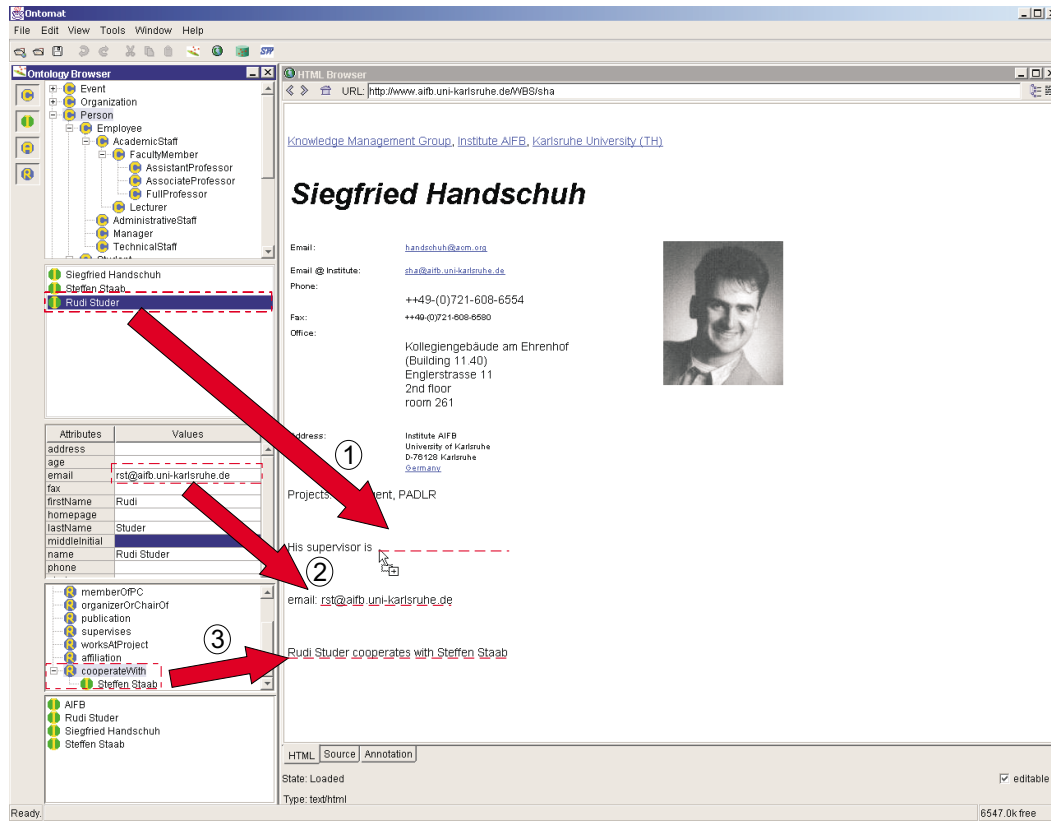 Ontomat
File Edit View Tools Window Help
Ontology Browser
Event
Organization
Person
Employee
AcademicStaff
FacultyMember
AssistantProfessor
AssociateProfessor
FullProfessor
Lecturer
AdministrativeStaff
Manager
TechnicalStaff
Siegfried Handschuh
Steffen Staab
Rudi Studer
Attributes Values
address
age
email rst@aifb.uni-karlsruhe.de
fax
firstName Rudi
homepage
lastName Studer
middleInitial
name Rudi Studer
phone
memberOfPC
organizerOrChairOf
publication
supervises
worksAtProject
affiliation
cooperateWith
Steffen Staab
AIFB
Rudi Studer
Siegfried Handschuh
Steffen Staab
HTML Browser
URL: http://www.aifb.uni-karlsruhe.de/WBS/sha
Knowledge Management Group, Institute AIFB, Karlsruhe University (TH)
Siegfried Handschuh
Email: handschuh@acm.org
Email @ Institute: sha@aifb.uni-karlsruhe.de
Phone:
++49-(0)721-608-6554
Fax: ++49-(0)721-608-6580
Office:
Kollegiengebäude am Ehrenhof
(Building 11.40)
Englerstrasse 11
2nd floor
room 261
Institute AIFB
University of Karlsruhe
D-76128 Karlsruhe
Germany
1
Projects: PADLR
His supervisor is
2
email: rst@aifb.uni-karlsruhe.de
3
Rudi Studer cooperates with Steffen Staab
HTML Source Annotation
State: Loaded
editable
Type: text/html
Ready.
6547.0k free